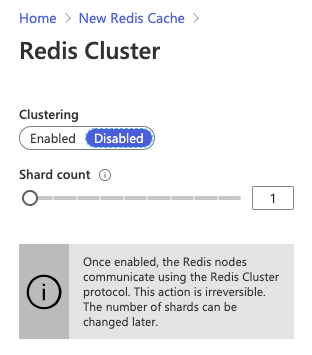 Home > New Redis Cache >
Redis Cluster
Clustering
Enabled Disabled
Shard count
1
Once enabled, the Redis nodes
communicate using the Redis Cluster
protocol. This action is irreversible.
The number of shards can be
changed later.